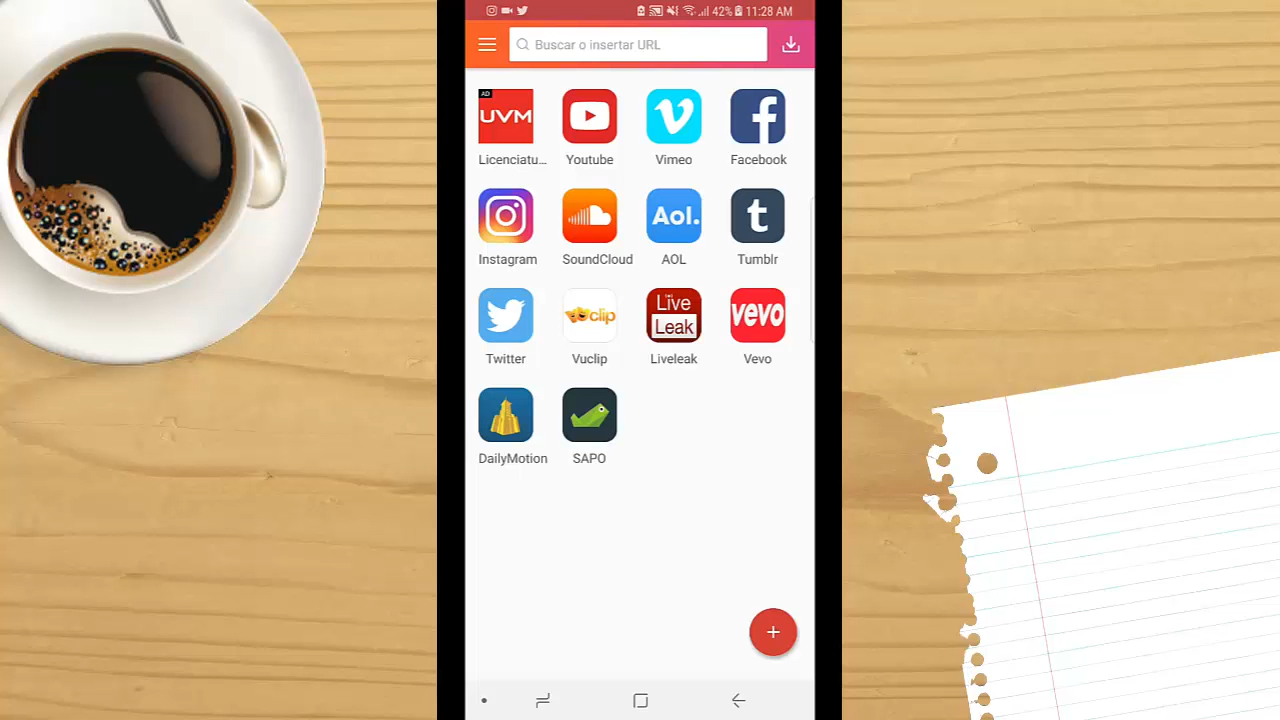 42% 11:28 AM
Buscar o insertar URL
AD
UVM
Licenciatu...
Youtube
Vimeo
Facebook
Aol.
t
Instagram
SoundCloud
AOL
Tumblr
clip
Live
Leak
vevo
Twitter
Vuclip
Liveleak
Vevo
DailyMotion
SAPO